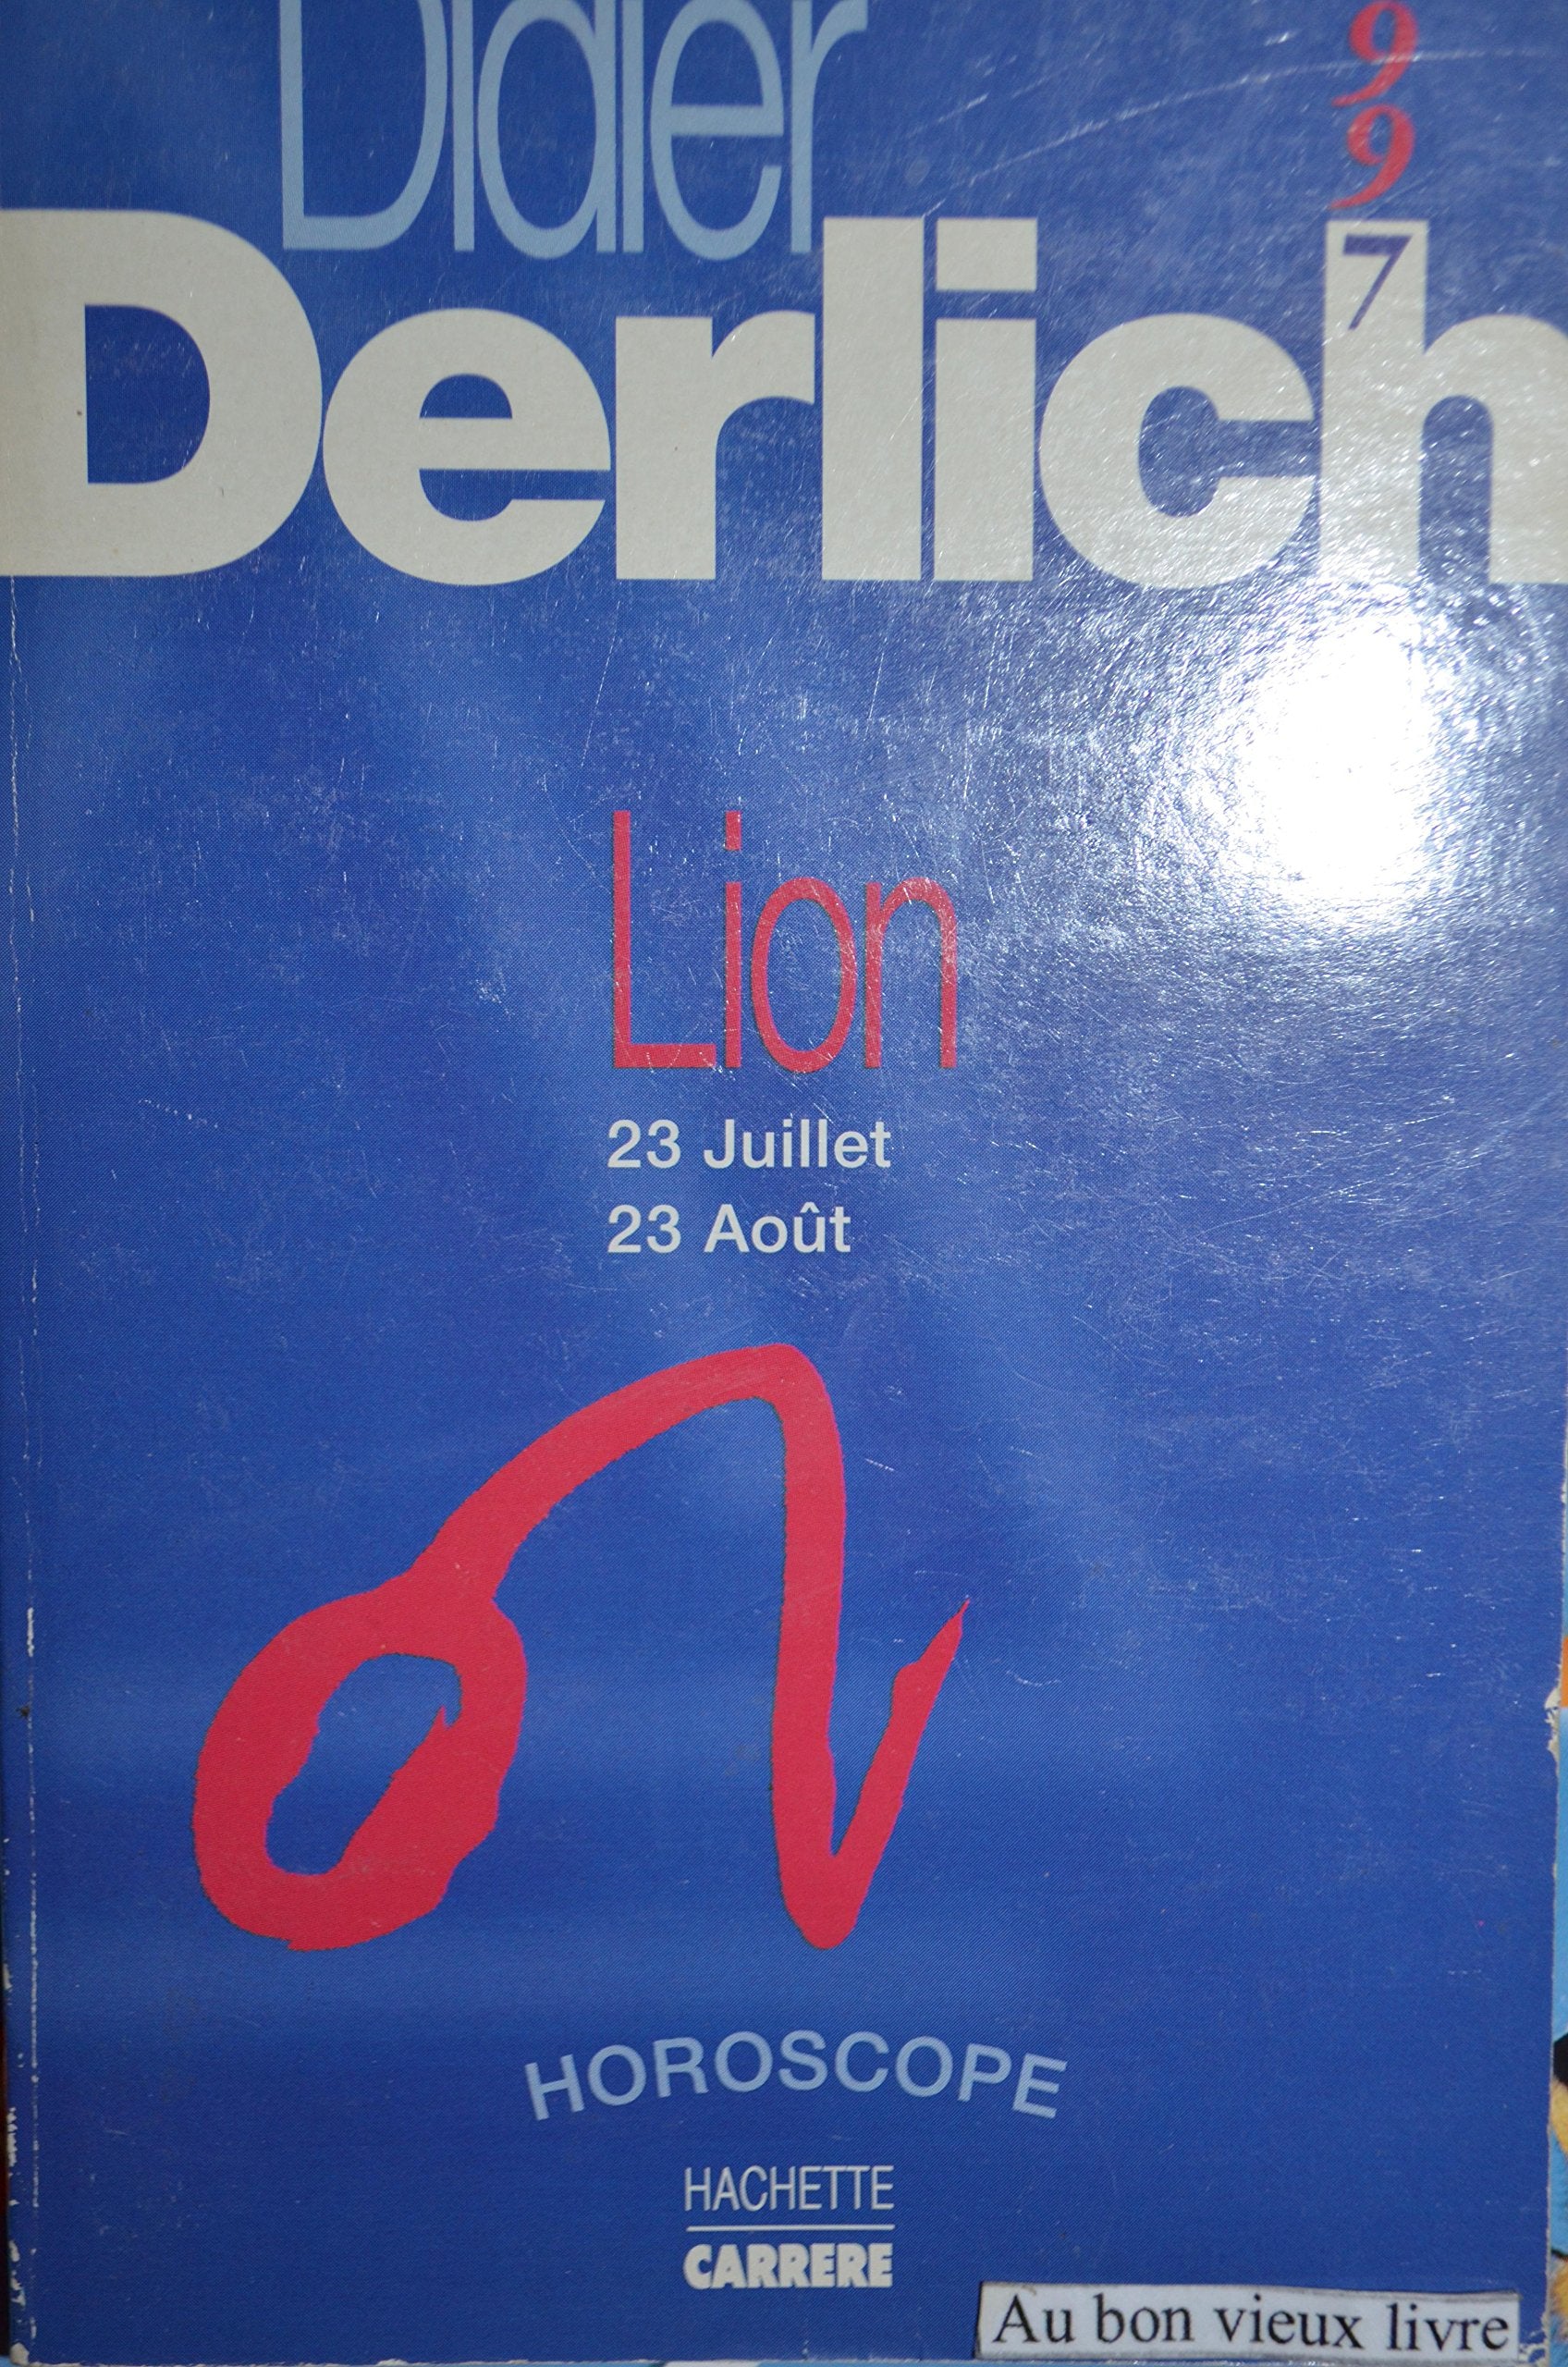 Didier
9
9
7
Derlich
Lion
23 Juillet
23 Août
HOROSCOPE
HACHETTE
CARRERE
Au bon vieux livre